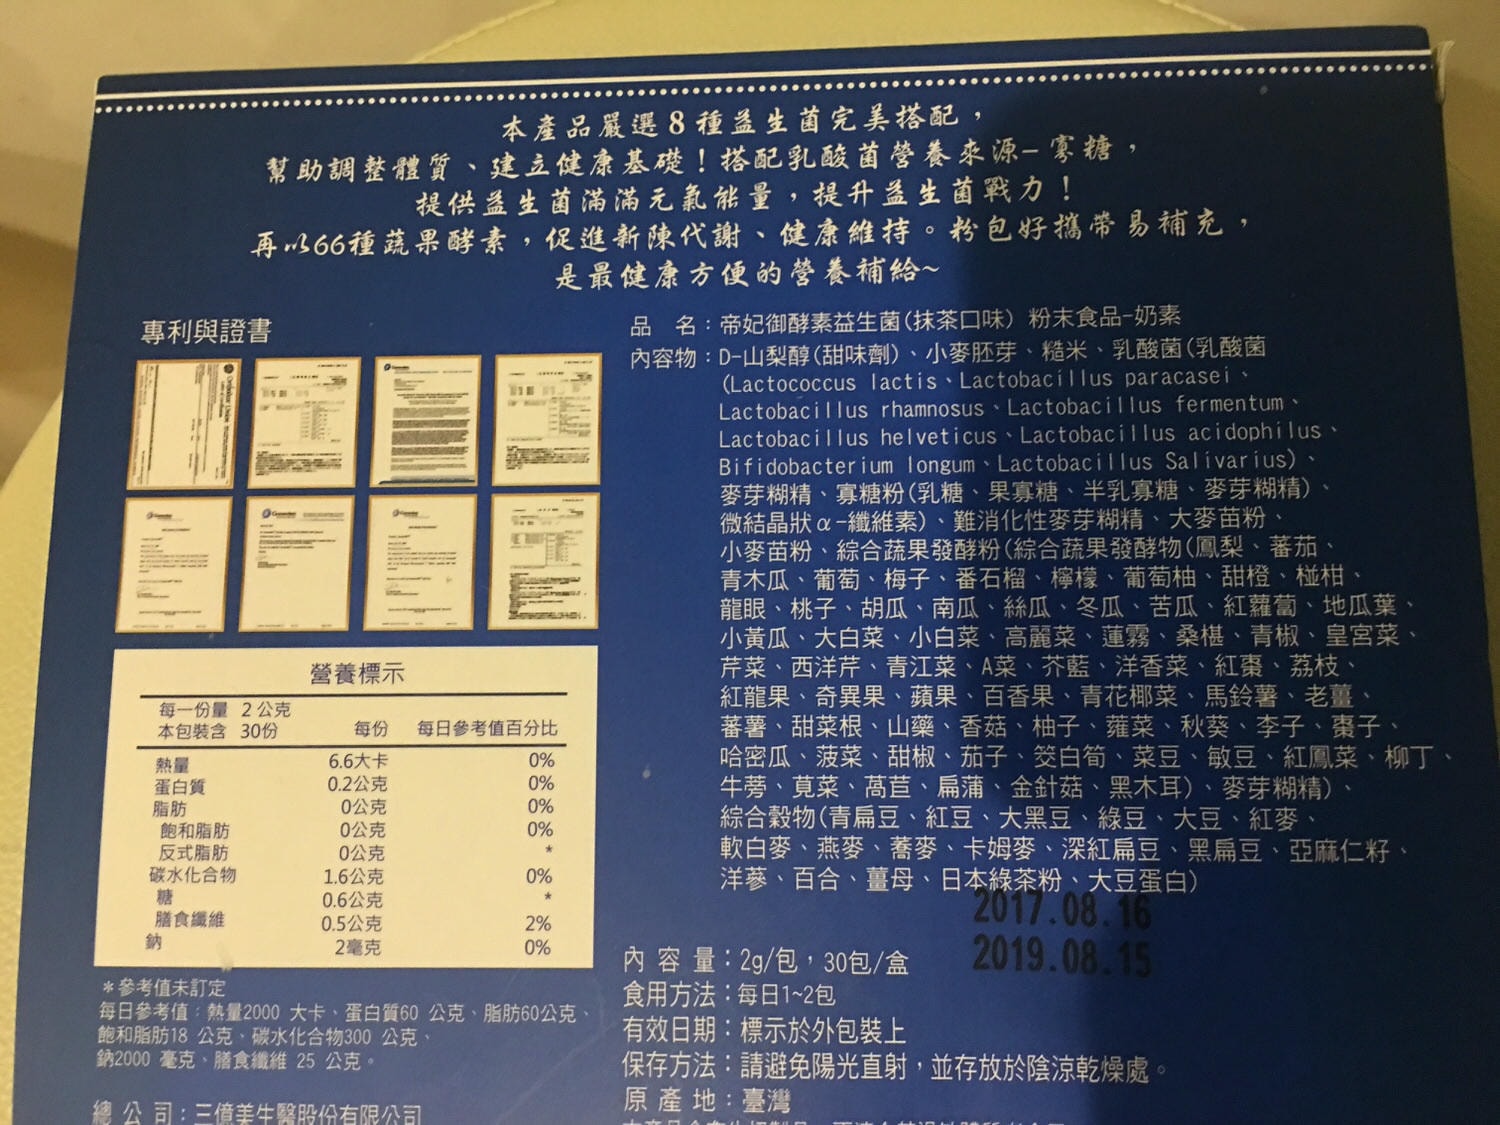 本產品嚴選8種益生菌完美搭配，
幫助調整體質、建立健康基礎！搭配乳酸菌營養來源-寡糖，
提供益生菌滿滿元氣能量，提升益生菌戰力！
再以66種蔬果酵素，促進新陳代謝、健康維持。粉包好攜帶易補充，
是最健康方便的營養補給~
專利與證書
營養標示
每一份量 2公克
本包裝含 30份
每份 每日參考值百分比
熱量 6.6大卡 0%
蛋白質 0.2公克 0%
脂肪 0公克 0%
飽和脂肪 0公克 0%
反式脂肪 0公克 *
碳水化合物 1.6公克 0%
糖 0.6公克 *
膳食纖維 0.5公克 2%
鈉 2毫克 0%
*參考值未訂定
每日參考值：熱量2000 大卡、蛋白質60 公克、脂肪60公克、
飽和脂肪18 公克、碳水化合物300 公克、
鈉2000 毫克、膳食纖維 25 公克。
總公司：三億美生醫股份有限公司
品 名：帝妃御酵素益生菌(抹茶口味) 粉末食品-奶素
內容物：D-山梨醇(甜味劑)、小麥胚芽、糙米、乳酸菌(乳酸菌
(Lactococcus lactis、Lactobacillus paracasei、
Lactobacillus rhamnosus、Lactobacillus fermentum、
Lactobacillus helveticus、Lactobacillus acidophilus、
Bifidobacterium longum、Lactobacillus Salivarius)、
麥芽糊精、寡糖粉(乳糖、果寡糖、半乳寡糖、麥芽糊精)、
微結晶狀α-纖維素)、難消化性麥芽糊精、大麥苗粉、
小麥苗粉、綜合蔬果發酵粉(綜合蔬果發酵物(鳳梨、蕃茄、
青木瓜、葡萄、梅子、番石榴、檸檬、葡萄柚、甜橙、椪柑、
龍眼、桃子、胡瓜、南瓜、絲瓜、冬瓜、苦瓜、紅蘿蔔、地瓜葉、
小黃瓜、大白菜、小白菜、高麗菜、蓮霧、桑椹、青椒、皇宮菜、
芹菜、西洋芹、青江菜、A菜、芥藍、洋香菜、紅棗、荔枝、
紅龍果、奇異果、蘋果、百香果、青花椰菜、馬鈴薯、老薑、
蕃薯、甜菜根、山藥、香菇、柚子、蕹菜、秋葵、李子、棗子、
哈密瓜、菠菜、甜椒、茄子、筊白筍、菜豆、敏豆、紅鳳菜、柳丁、
牛蒡、莧菜、萵苣、扁蒲、金針菇、黑木耳)、麥芽糊精)、
綜合穀物(青扁豆、紅豆、大黑豆、綠豆、大豆、紅麥、
軟白麥、燕麥、蕎麥、卡姆麥、深紅扁豆、黑扁豆、亞麻仁籽、
洋蔘、百合、薑母、日本綠茶粉、大豆蛋白)
2017.08.16
2019.08.15
內容量：2g/包，30包/盒
食用方法：每日1~2包
有效日期：標示於外包裝上
保存方法：請避免陽光直射，並存放於陰涼乾燥處。
原產地：臺灣